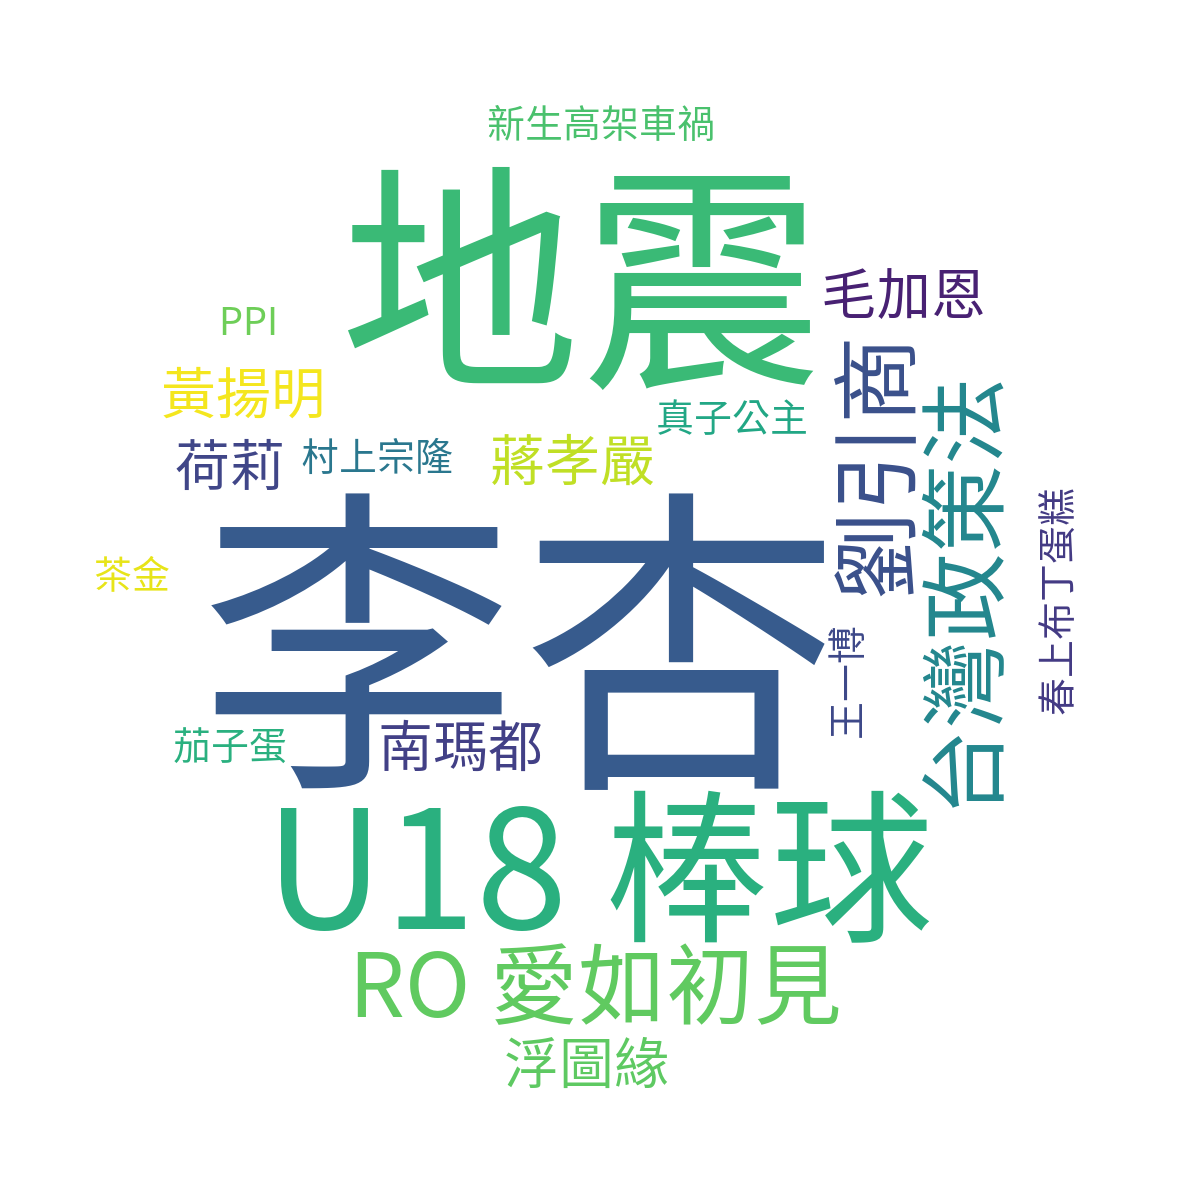 新生高架車禍
地震
毛加恩
PPI
黃揚明
真子公主
荷莉
村上宗隆
蔣孝嚴
劉引商
台灣政策法
李杏
春上布丁蛋糕
茶金
王一博
茄子蛋
南瑪都
U18 棒球
RO 愛如初見
浮圖緣